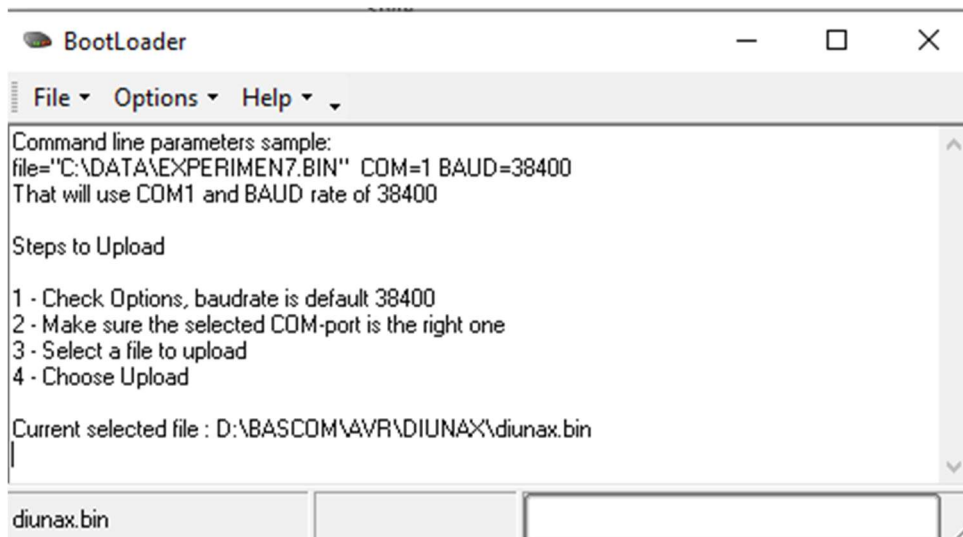 BootLoader
File Options Help
Command line parameters sample:
file="C:\DATA\EXPERIMEN7.BIN" COM=1 BAUD=38400
That will use COM1 and BAUD rate of 38400
Steps to Upload
1 - Check Options, baudrate is default 38400
2 - Make sure the selected COM-port is the right one
3 - Select a file to upload
4 - Choose Upload
Current selected file : D:\BASCOM\AVR\DIUNAX\diunax.bin
diunax.bin